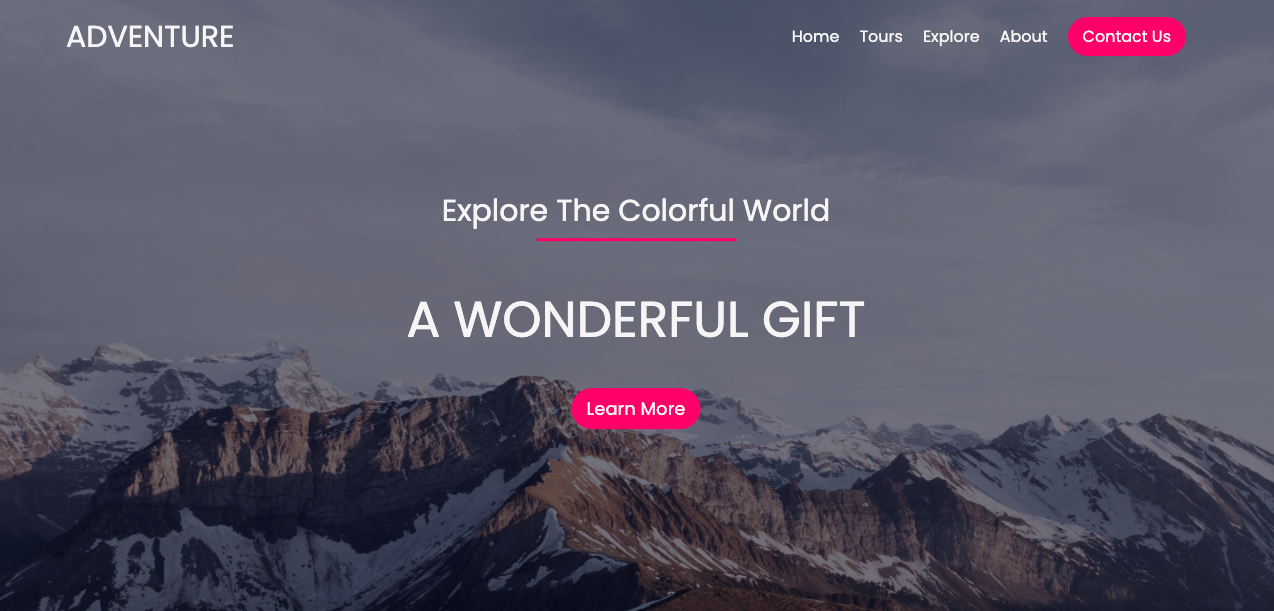 ADVENTURE
Home Tours Explore About Contact Us
Explore The Colorful World
A WONDERFUL GIFT
Learn More